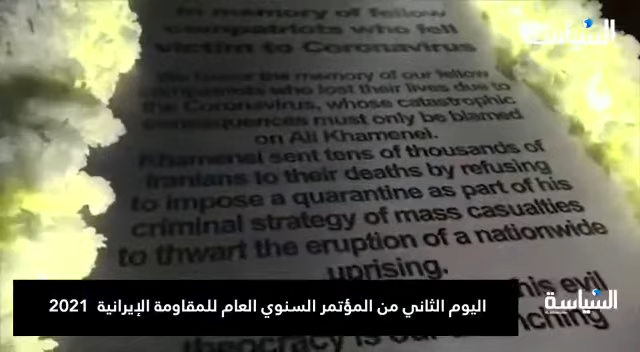 السياسة
In memory of fellow
compatriots who fell
victim to Coronavirus
We honor the memory of our fellow
compatriots who lost their lives due to
the Coronavirus, whose catastrophic
consequences must only be blamed
on Ali Khamenei.
Khamenei sent tens of thousands of
Iranians to their deaths by refusing
to impose a quarantine as part of his
criminal strategy of mass casualties
to thwart the eruption of a nationwide
uprising.
his evil
theocracy is our
اليوم الثاني من المؤتمر السنوي العام للمقاومة الإيرانية 2021
السياسة